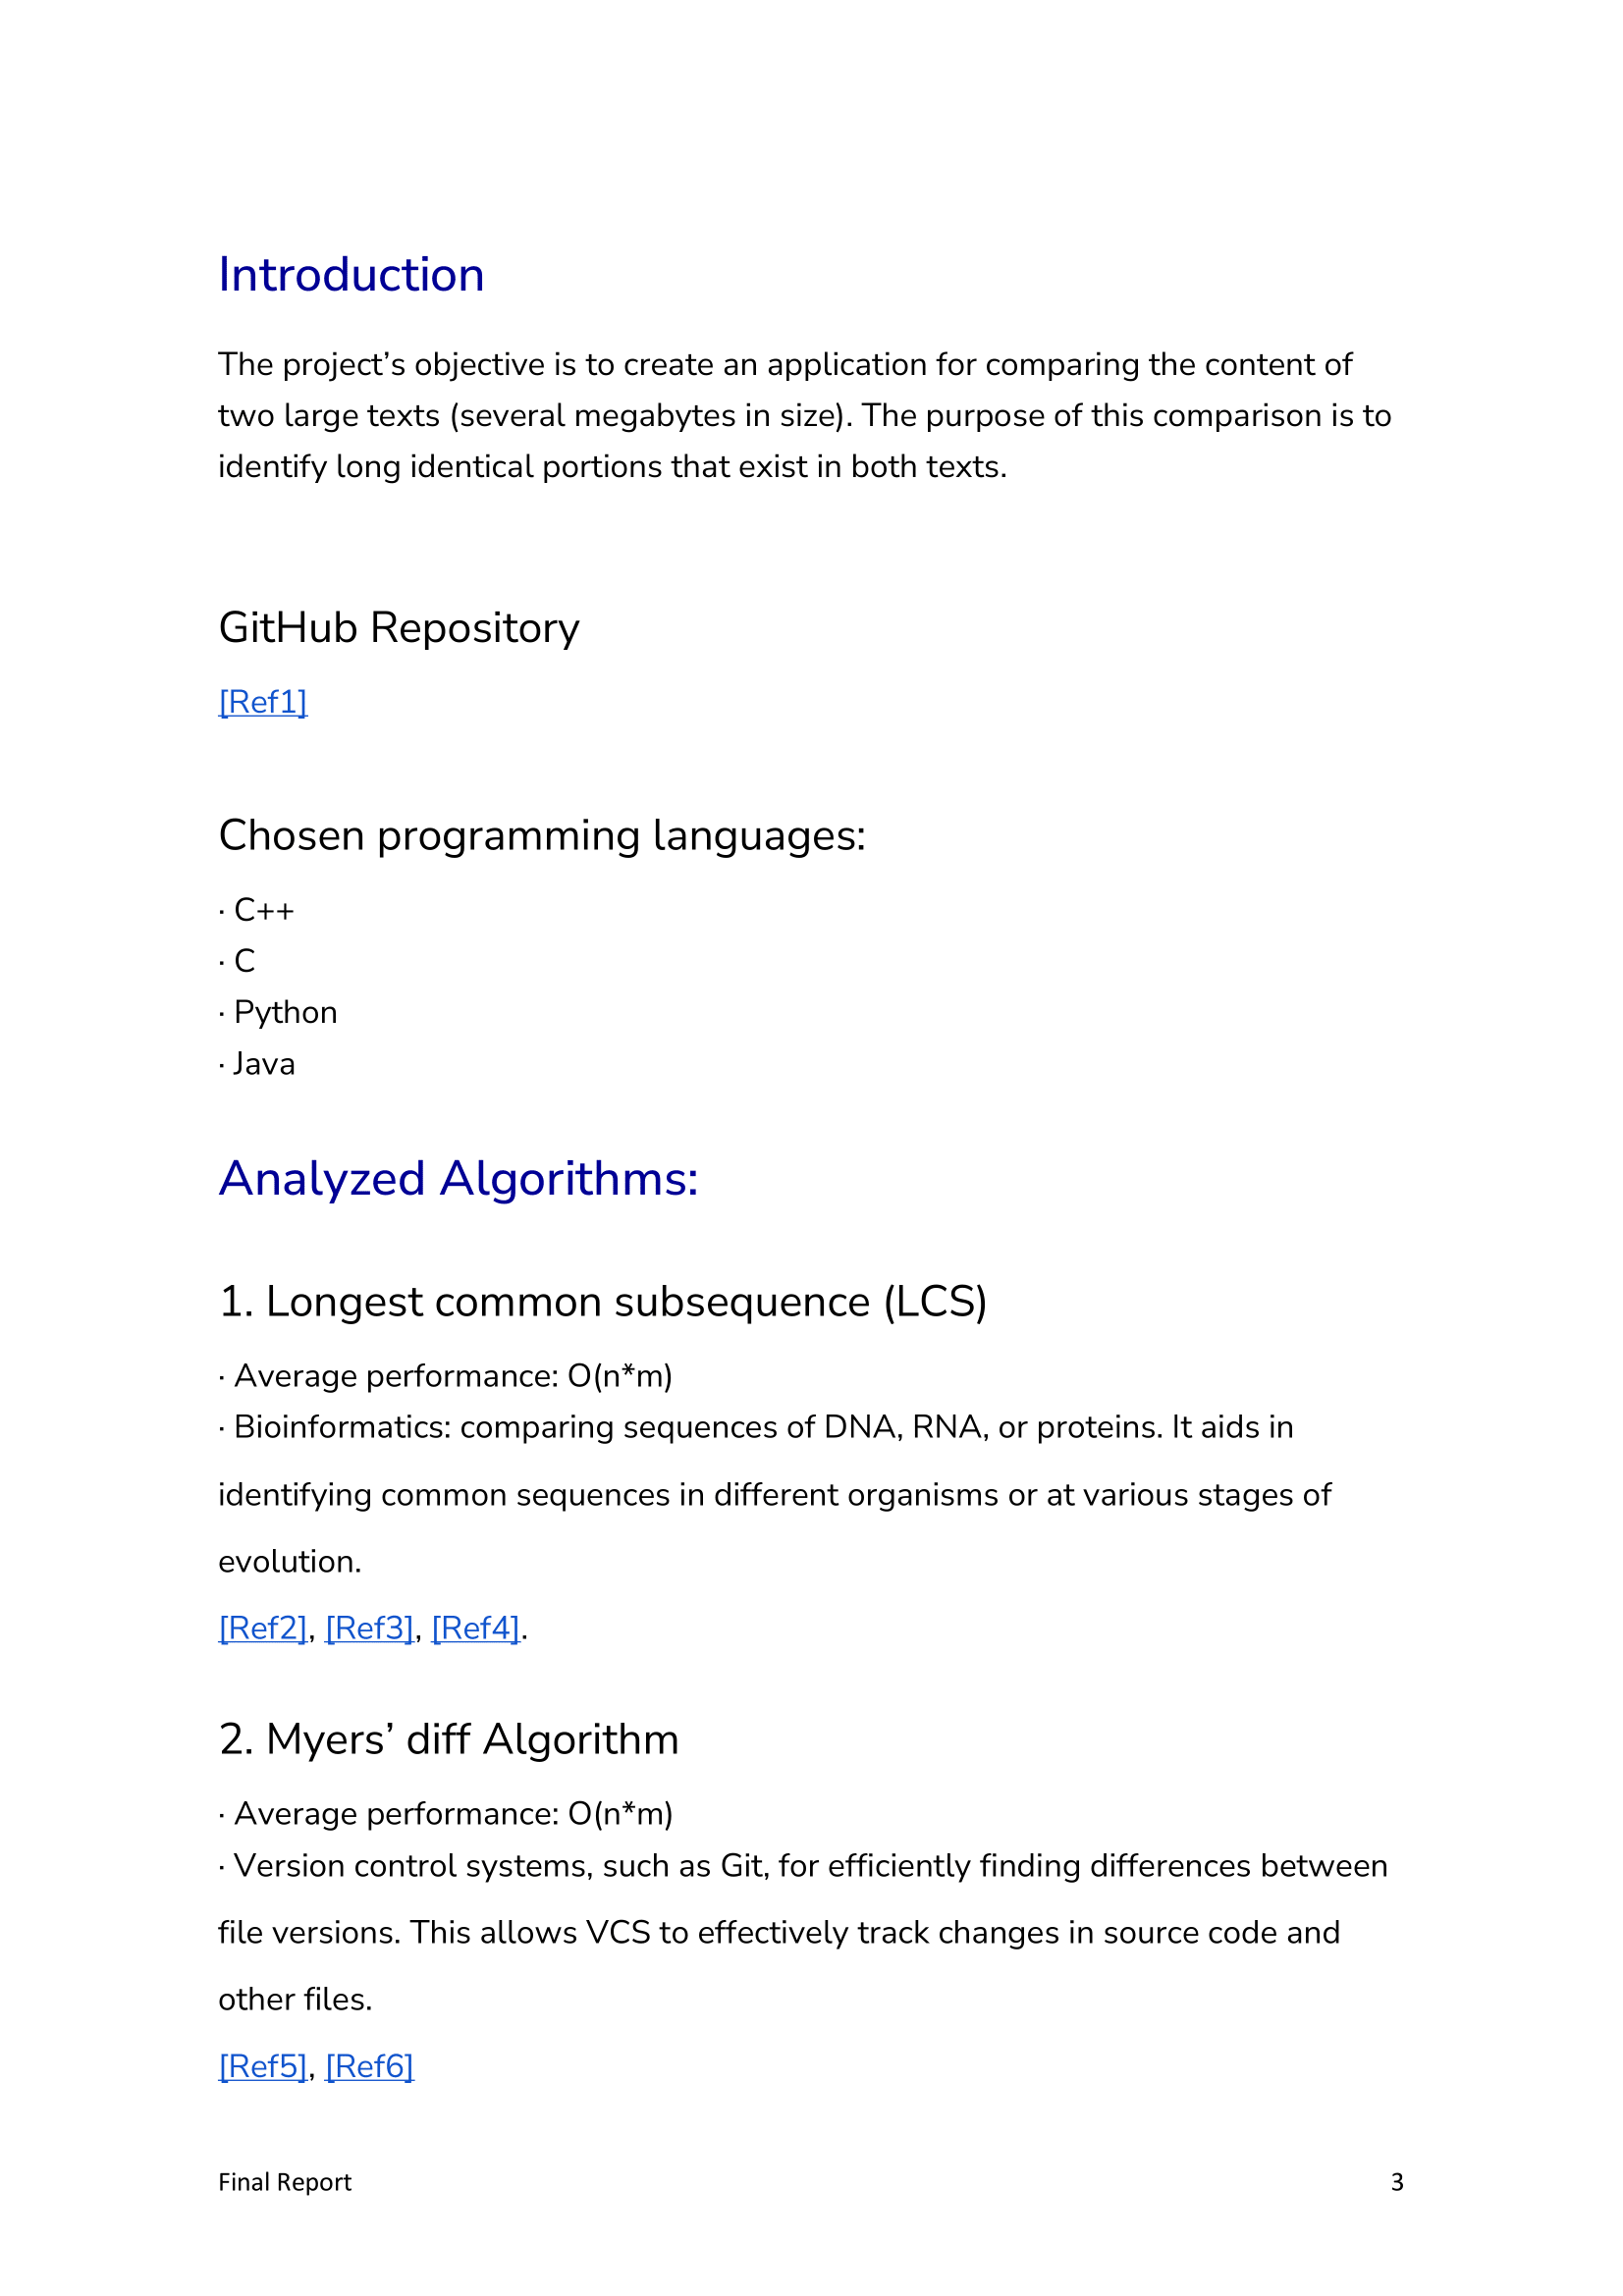 Introduction
The project’s objective is to create an application for comparing the content of
two large texts (several megabytes in size). The purpose of this comparison is to
identify long identical portions that exist in both texts.
GitHub Repository
[Ref1]
Chosen programming languages:
· C++
· C
· Python
· Java
Analyzed Algorithms:
1. Longest common subsequence (LCS)
· Average performance: O(n*m)
· Bioinformatics: comparing sequences of DNA, RNA, or proteins. It aids in
identifying common sequences in different organisms or at various stages of
evolution.
[Ref2], [Ref3], [Ref4].
2. Myers’ diff Algorithm
· Average performance: O(n*m)
· Version control systems, such as Git, for efficiently finding differences between
file versions. This allows VCS to effectively track changes in source code and
other files.
[Ref5], [Ref6]
Final Report 3